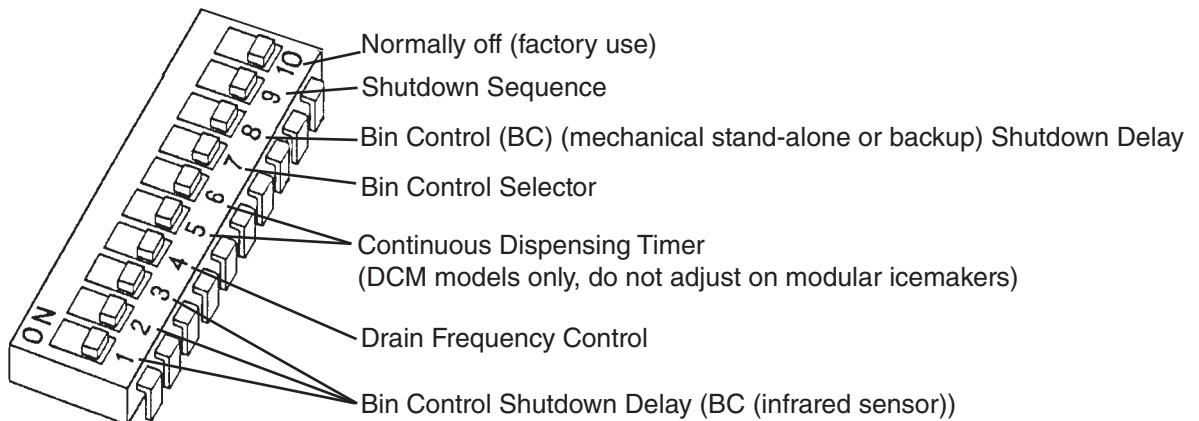 10 Normally off (factory use)
9 Shutdown Sequence
8 Bin Control (BC) (mechanical stand-alone or backup) Shutdown Delay
7 Bin Control Selector
6
5 Continuous Dispensing Timer
(DCM models only, do not adjust on modular icemakers)
4 Drain Frequency Control
3
2
1 Bin Control Shutdown Delay (BC (infrared sensor))
ON